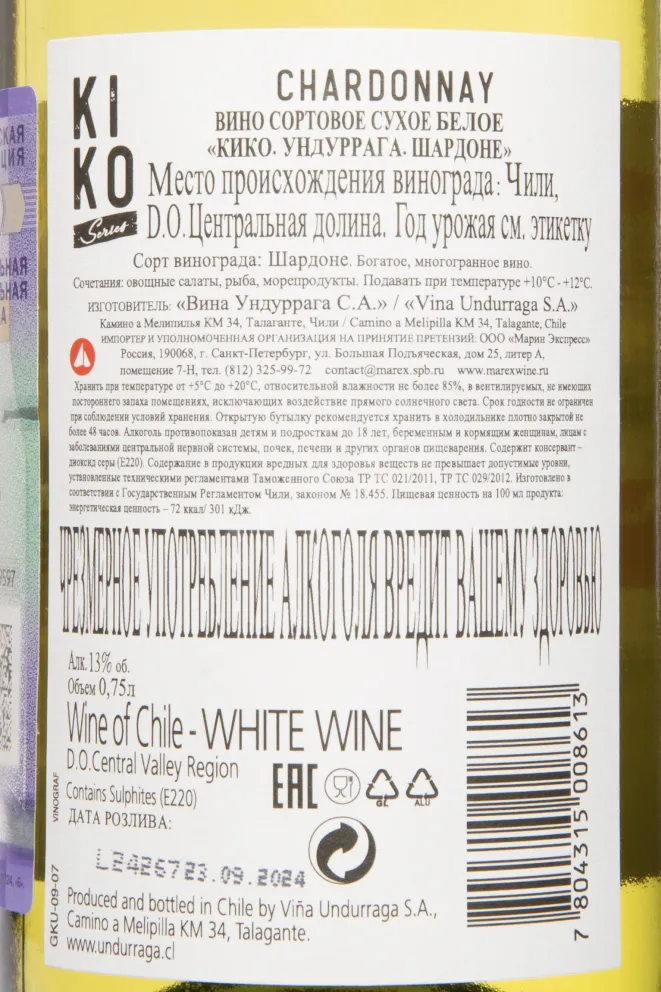 KI
KO
Series
CHARDONNAY
ВИНО СОРТОВОЕ СУХОЕ БЕЛОЕ
«КИКО. УНДУРРАГА. ШАРДОНЕ»
Место происхождения винограда: Чили,
D.O.Центральная долина. Год урожая см. этикетку
Сорт винограда: Шардоне. Богатое, многогранное вино.
Сочетания: овощные салаты, рыба, морепродукты. Подавать при температуре +10°С - +12°С.
ИЗГОТОВИТЕЛЬ: «Вина Ундуррага С.А.» / «Vina Undurraga S.A.»
Камино а Мелипилья КМ 34, Талаганте, Чили / Camino a Melipilla KM 34, Talagante, Chile
ИМПОРТЕР И УПОЛНОМОЧЕННАЯ ОРГАНИЗАЦИЯ НА ПРИНЯТИЕ ПРЕТЕНЗИЙ: ООО «Марин Экспресс»
Россия, 190068, г. Санкт-Петербург, ул. Большая Подъяческая, дом 25, литер А,
помещение 7-Н, тел. (812) 325-99-72 contact@marex.spb.ru www.marexwine.ru
Хранить при температуре от +5°С до +20°С, относительной влажности не более 85%, в вентилируемых, не имеющих
постороннего запаха помещениях, исключающих воздействие прямого солнечного света. Срок годности не ограничен
при соблюдении условий хранения. Открытую бутылку рекомендуется хранить в холодильнике плотно закрытой не
более 48 часов. Алкоголь противопоказан детям и подросткам до 18 лет, беременным и кормящим женщинам, лицам с
заболеваниями центральной нервной системы, почек, печени и других органов пищеварения. Содержит консервант –
диоксид серы (Е220). Содержание в продукции вредных для здоровья веществ не превышает допустимые уровни,
установленные техническими регламентами Таможенного Союза ТР ТС 021/2011, ТР ТС 029/2012. Изготовлено в
соответствии с Государственным Регламентом Чили, законом № 18.455. Пищевая ценность на 100 мл продукта:
энергетическая ценность – 72 ккал/ 301 кДж.
ЧРЕЗМЕРНОЕ УПОТРЕБЛЕНИЕ АЛКОГОЛЯ ВРЕДИТ ВАШЕМУ ЗДОРОВЬЮ
Алк. 13% об.
Объем 0,75л
Wine of Chile - WHITE WINE
D.O.Central Valley Region
Contains Sulphites (E220)
ДАТА РОЗЛИВА:
EAC
GL
ALU
L24267 23.09.2024
Produced and bottled in Chile by Viña Undurraga S.A.,
Camino a Melipilla KM 34, Talagante.
www.undurraga.cl
GKU-09-07
VINOGRAF
7 804315 008613